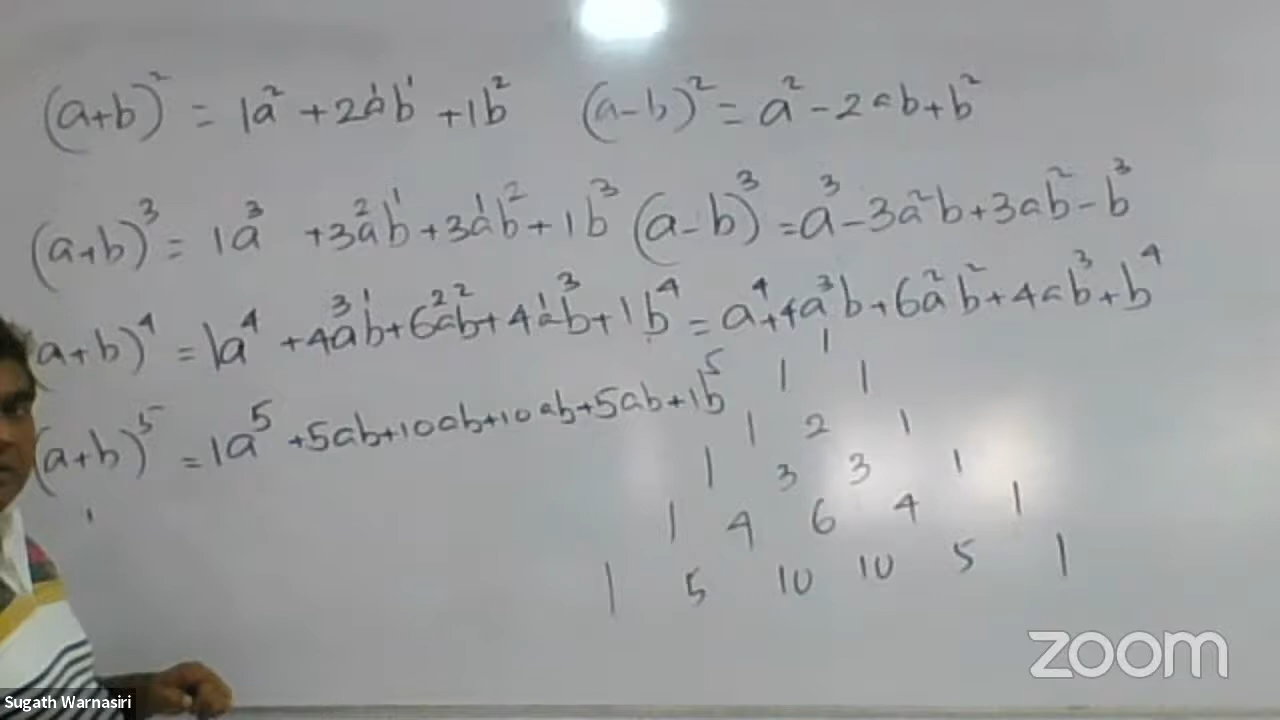 (a+b)² = 1a² + 2a¹b¹ + 1b² (a-b)² = a² - 2ab + b²
(a+b)³ = 1a³ + 3a²b¹ + 3a¹b² + 1b³ (a-b)³ = a³ - 3a²b + 3ab² - b³
a+b)⁴ = 1a⁴ + 4a³b¹ + 6a²b² + 4a¹b³ + 1b⁴ = a⁴ + 4a³b + 6a²b² + 4ab³ + b⁴
(a+b)⁵ = 1a⁵ + 5ab + 10ab + 10ab + 5ab + 1b⁵
1
1 1
1 2 1
1 3 3 1
1 4 6 4 1
1 5 10 10 5 1
zoom
Sugath Warnasiri